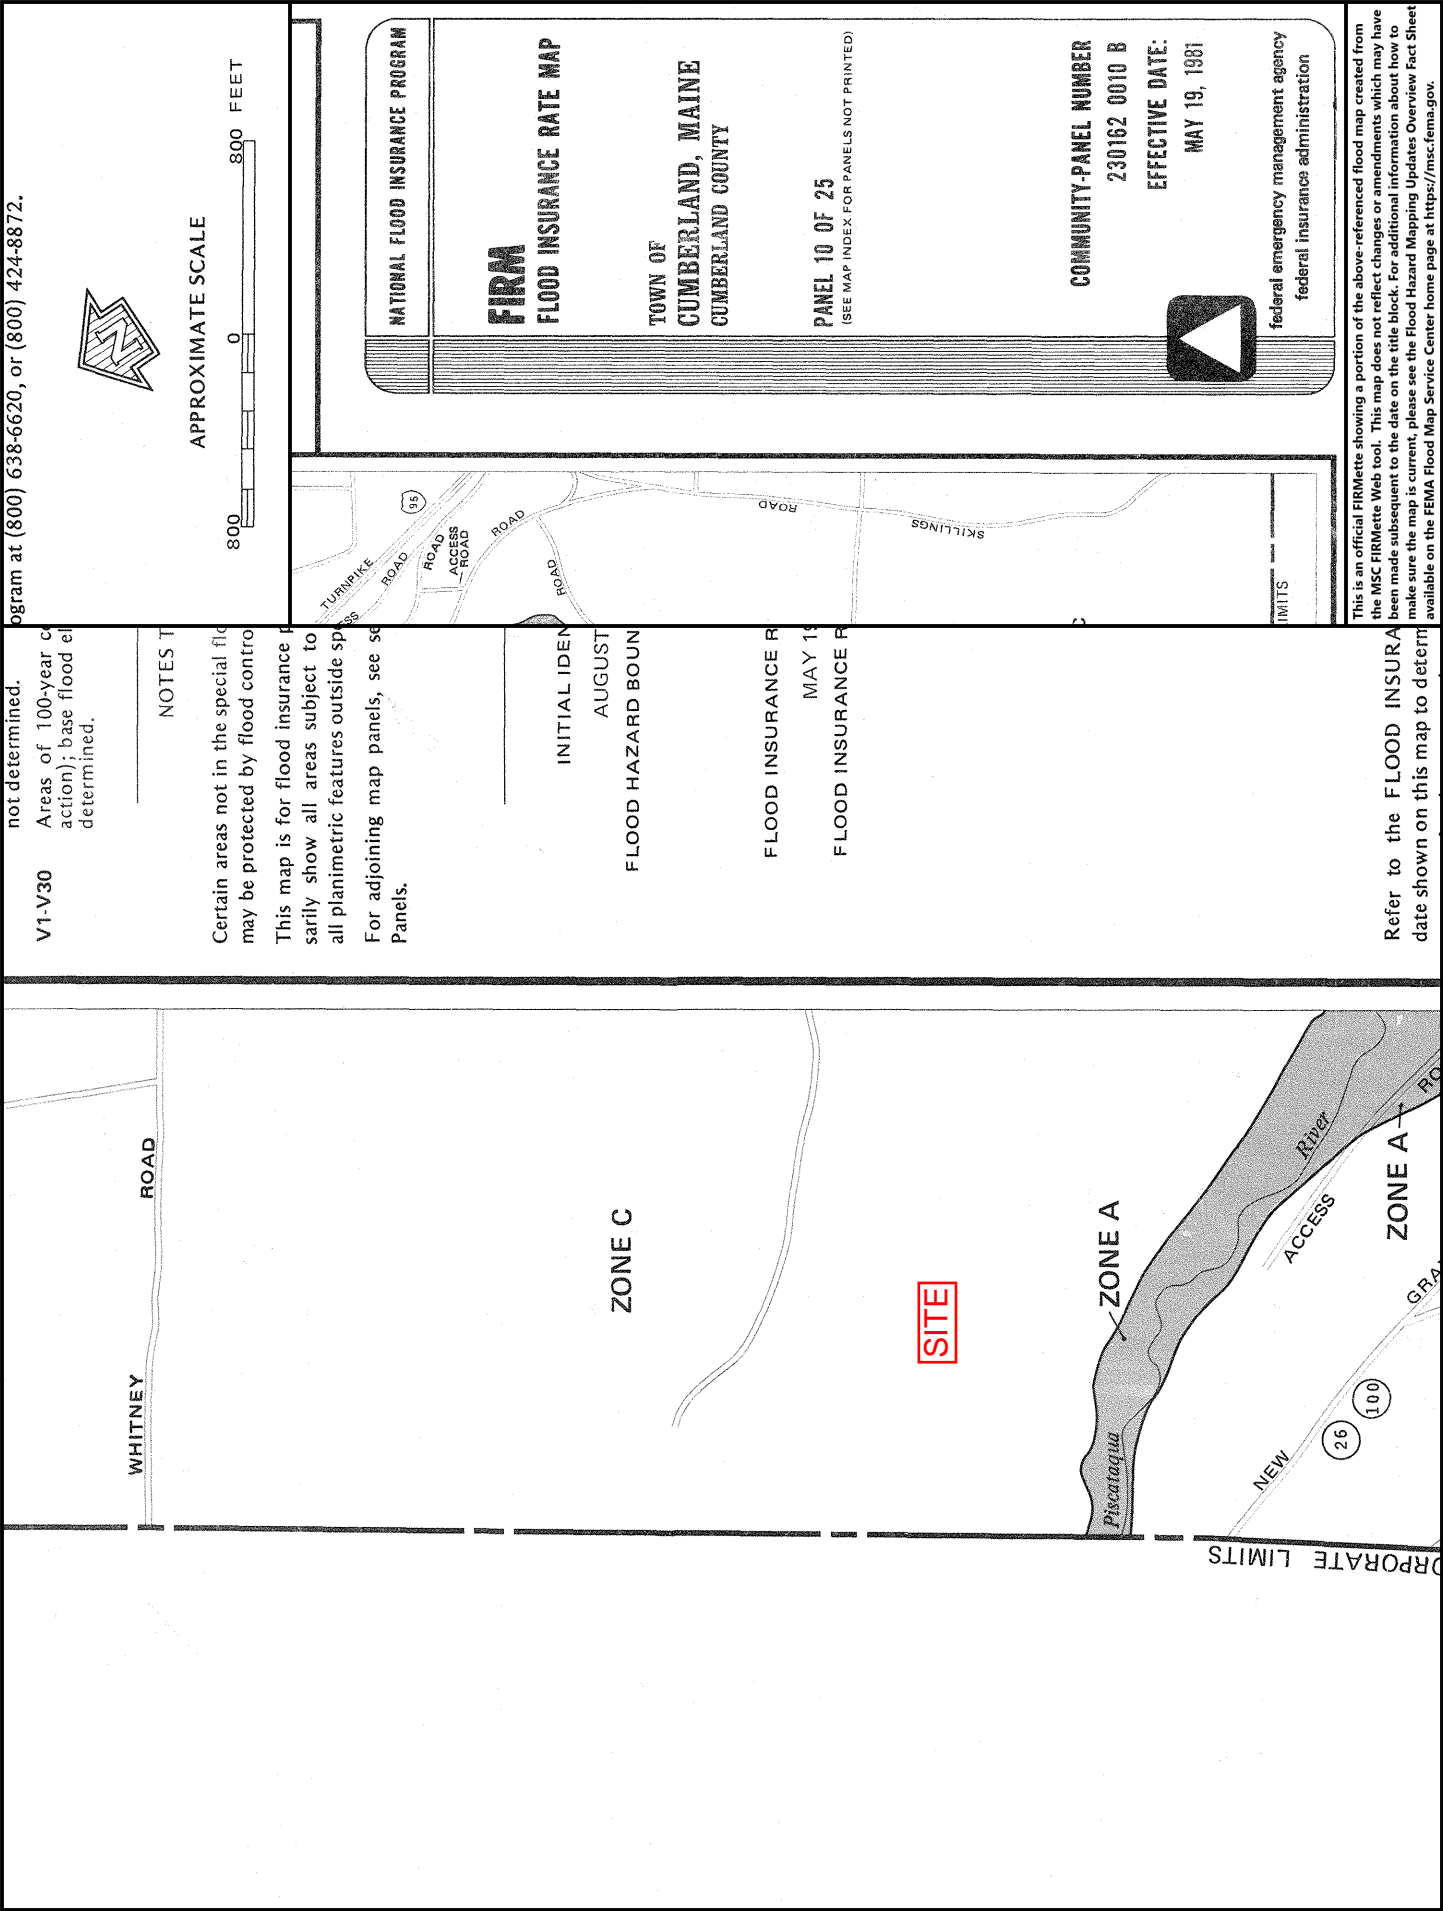 ogram at (800) 638-6620, or (800) 424-8872.
N
APPROXIMATE SCALE
800 0 800 FEET
NATIONAL FLOOD INSURANCE PROGRAM
FIRM
FLOOD INSURANCE RATE MAP
TOWN OF
CUMBERLAND, MAINE
CUMBERLAND COUNTY
PANEL 10 OF 25
(SEE MAP INDEX FOR PANELS NOT PRINTED)
COMMUNITY-PANEL NUMBER
230162 0010 B
EFFECTIVE DATE:
MAY 19, 1981
federal emergency management agency
federal insurance administration
This is an official FIRMette showing a portion of the above-referenced flood map created from
the MSC FIRMette Web tool. This map does not reflect changes or amendments which may have
been made subsequent to the date on the title block. For additional information about how to
make sure the map is current, please see the Flood Hazard Mapping Updates Overview Fact Sheet
available on the FEMA Flood Map Service Center home page at https://msc.fema.gov.
TURNPIKE
95
ESS
ROAD
ROAD
ACCESS
ROAD
ROAD
ROAD
ROAD
SKILLINGS
IMITS
not determined.
V1-V30 Areas of 100-year c
action); base flood el
determined.
NOTES T
Certain areas not in the special flo
may be protected by flood contro
This map is for flood insurance p
sarily show all areas subject to
all planimetric features outside spe
For adjoining map panels, see se
Panels.
INITIAL IDEN
AUGUST
FLOOD HAZARD BOUN
FLOOD INSURANCE R
MAY 19
FLOOD INSURANCE R
Refer to the FLOOD INSURA
date shown on this map to determ
WHITNEY ROAD
ZONE C
SITE
ZONE A
Piscataqua River
ACCESS RO
ZONE A
NEW GRA
26
100
ORPORATE LIMITS